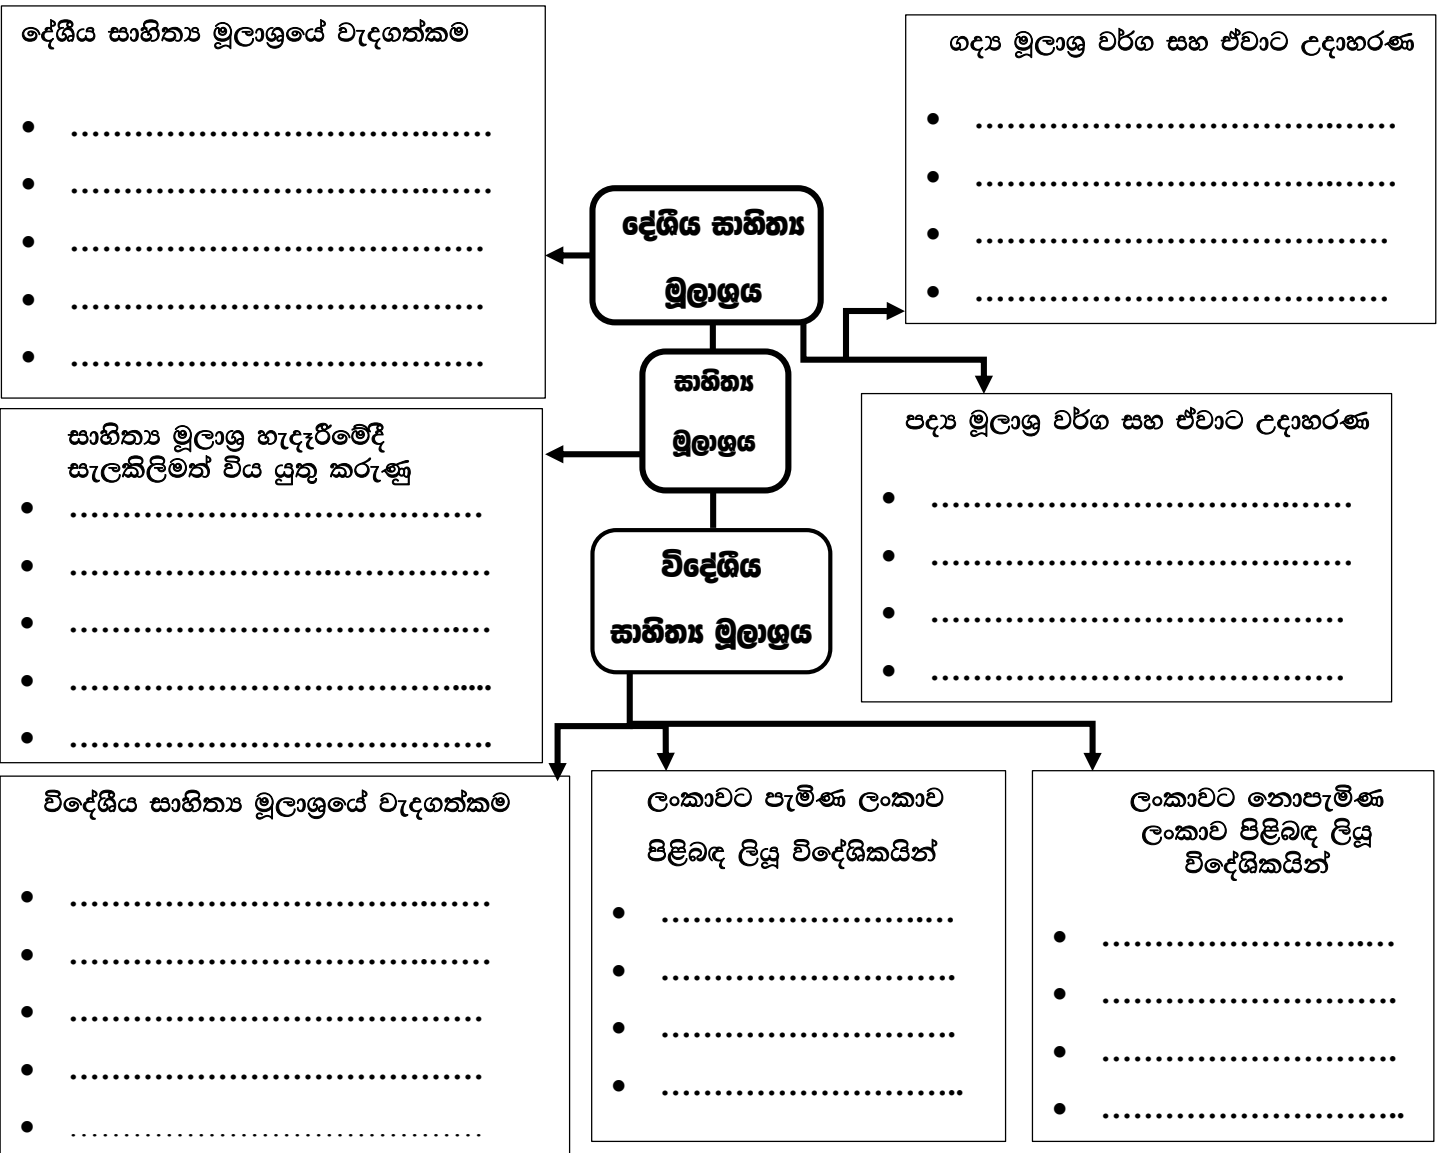 දේශීය සාහිත්‍ය මූලාශ්‍රයේ වැදගත්කම
• ……………………………..……
• ……………………………..……
• …………………………………
• …………………………………
• …………………………………
ගද්‍ය මූලාශ්‍ර වර්ග සහ ඒවාට උදාහරණ
• ……………………………..……
• ……………………………..……
• …………………………………
• …………………………………
දේශීය සාහිත්‍ය
මූලාශ්‍රය
සාහිත්‍ය
මූලාශ්‍රය
විදේශීය
සාහිත්‍ය මූලාශ්‍රය
පද්‍ය මූලාශ්‍ර වර්ග සහ ඒවාට උදාහරණ
• ……………………………..……
• ……………………………..……
• …………………………………
• …………………………………
සාහිත්‍ය මූලාශ්‍ර හැදෑරීමේදී
සැලකිලිමත් විය යුතු කරුණු
• …………………………………
• ……………………..……………
• ………………………………..…
• ……………………………….....
• ………………………………….
විදේශීය සාහිත්‍ය මූලාශ්‍රයේ වැදගත්කම
• ……………………………..……
• ……………………………..……
• …………………………………
• …………………………………
• …………………………………
ලංකාවට පැමිණ ලංකාව
පිළිබඳ ලියූ විදේශිකයින්
• ……………………..…
• ……………………….
• ……………………….
• ………………………..
ලංකාවට නොපැමිණ
ලංකාව පිළිබඳ ලියූ
විදේශිකයින්
• ……………………..…
• ……………………….
• ……………………….
• ………………………..